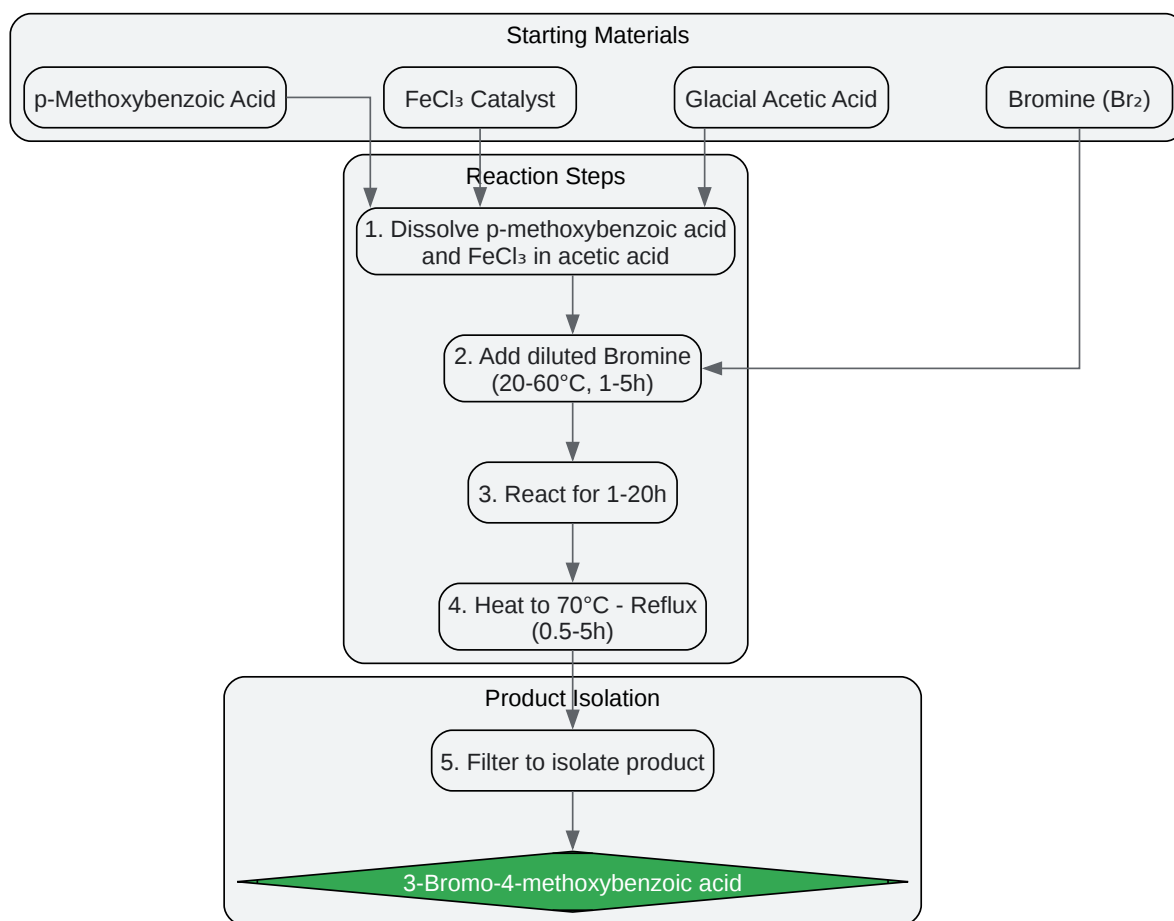 Starting Materials
p-Methoxybenzoic Acid
FeCl₃ Catalyst
Glacial Acetic Acid
Bromine (Br₂)
Reaction Steps
1. Dissolve p-methoxybenzoic acid
and FeCl₃ in acetic acid
2. Add diluted Bromine
(20-60°C, 1-5h)
3. React for 1-20h
4. Heat to 70°C - Reflux
(0.5-5h)
Product Isolation
5. Filter to isolate product
3-Bromo-4-methoxybenzoic acid